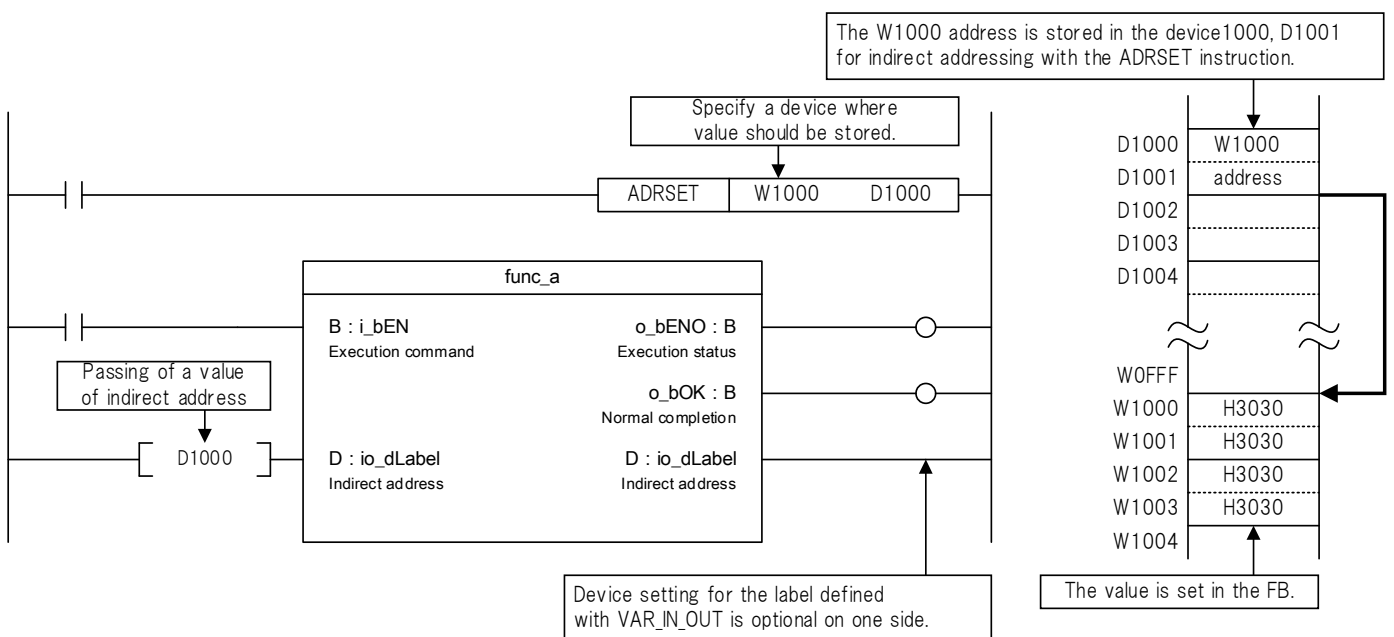 The W1000 address is stored in the device1000, D1001
for indirect addressing with the ADRSET instruction.
Specify a device where
value should be stored.
ADRSET W1000 D1000
func_a
B : i_bEN o_bENO : B
Execution command Execution status
Passing of a value
of indirect address
o_bOK : B
Normal completion
D1000 D : io_dLabel D : io_dLabel
Indirect address Indirect address
Device setting for the label defined
with VAR_IN_OUT is optional on one side.
D1000 W1000
D1001 address
D1002
D1003
D1004
W0FFF
W1000 H3030
W1001 H3030
W1002 H3030
W1003 H3030
W1004
The value is set in the FB.